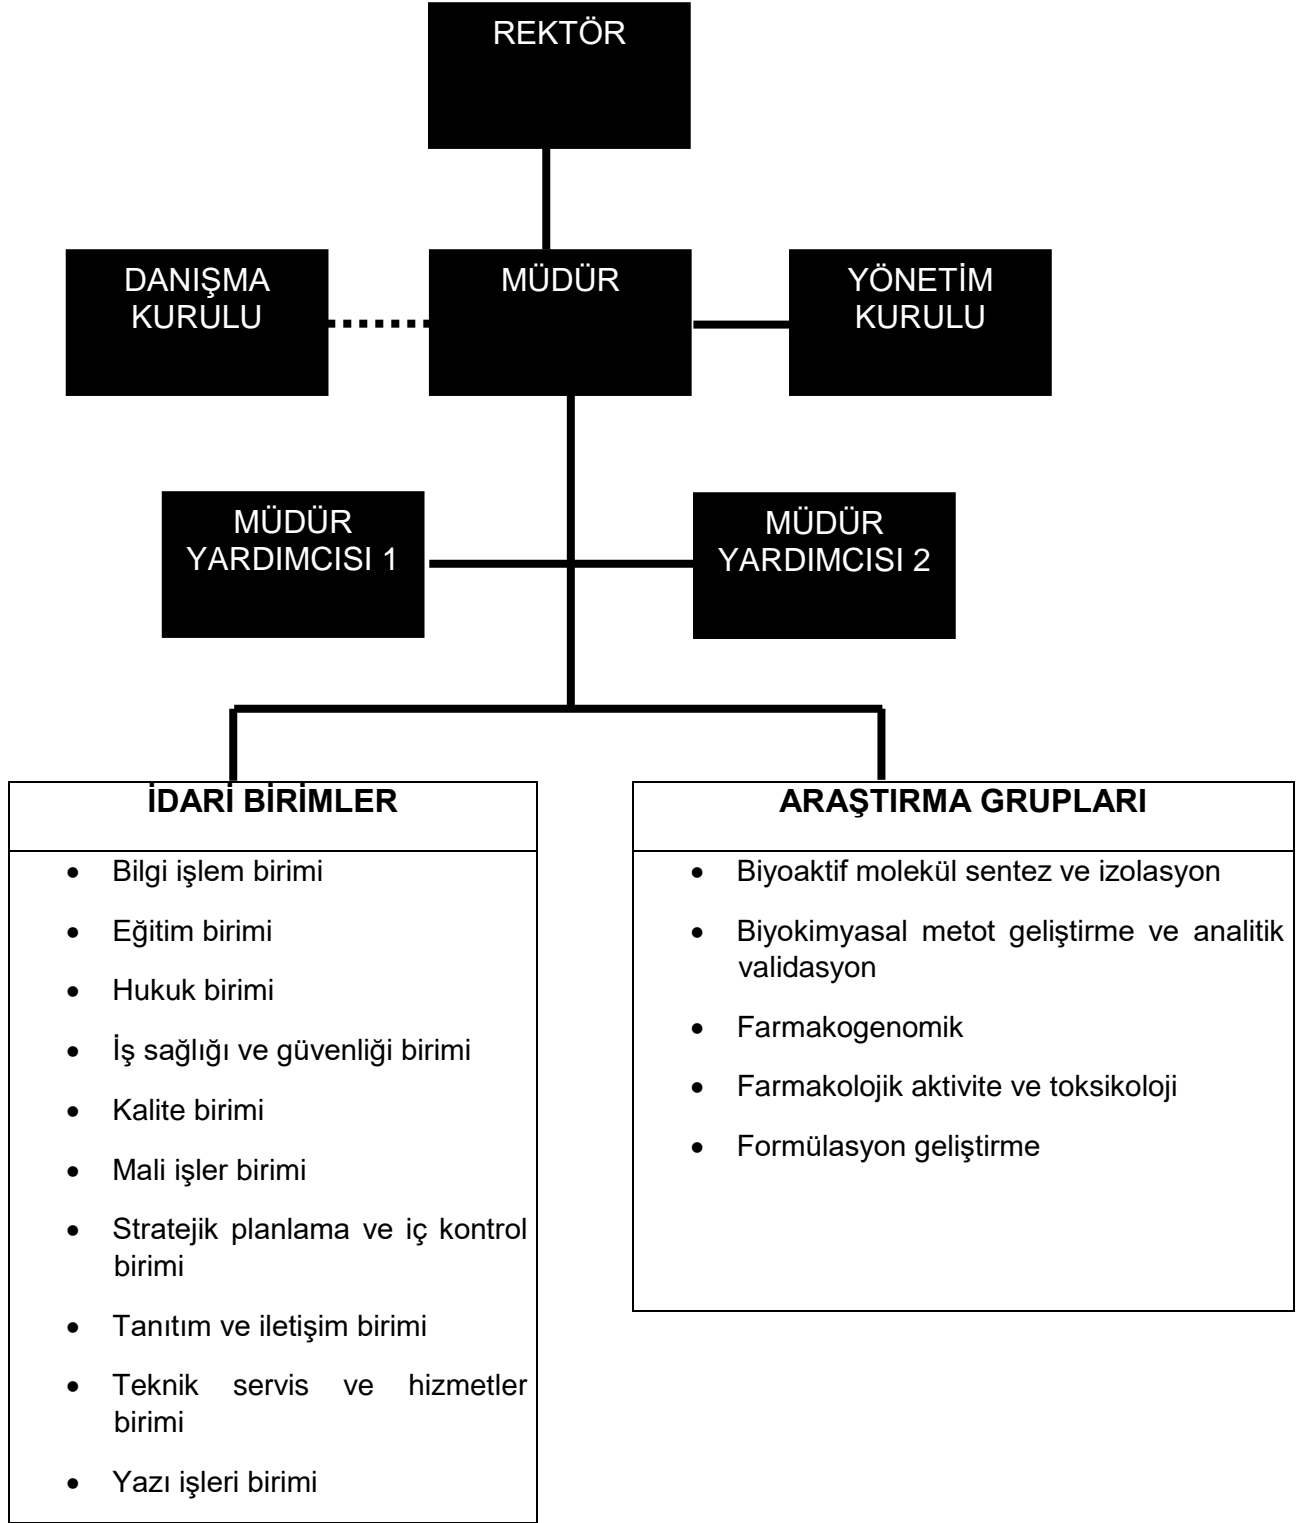 REKTÖR
DANIŞMA
KURULU
MÜDÜR
YÖNETİM
KURULU
MÜDÜR
YARDIMCISI 1
MÜDÜR
YARDIMCISI 2
İDARİ BİRİMLER
• Bilgi işlem birimi
• Eğitim birimi
• Hukuk birimi
• İş sağlığı ve güvenliği birimi
• Kalite birimi
• Mali işler birimi
• Stratejik planlama ve iç kontrol
birimi
• Tanıtım ve iletişim birimi
• Teknik servis ve hizmetler
birimi
• Yazı işleri birimi
ARAŞTIRMA GRUPLARI
• Biyoaktif molekül sentez ve izolasyon
• Biyokimyasal metot geliştirme ve analitik
validasyon
• Farmakogenomik
• Farmakolojik aktivite ve toksikoloji
• Formülasyon geliştirme